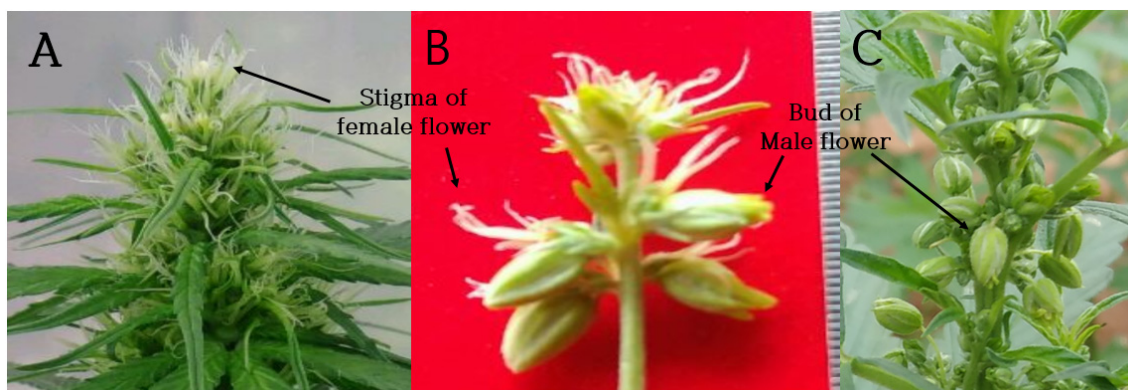 A
B
C
Stigma of
female flower
Bud of
Male flower